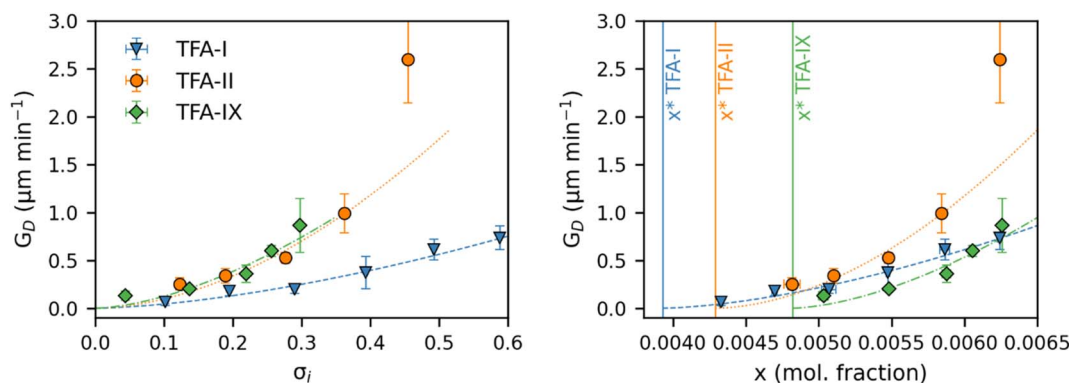 3.0
2.5
2.0
1.5
1.0
0.5
0.0
G_D (μm min⁻¹)
TFA-I
TFA-II
TFA-IX
0.0 0.1 0.2 0.3 0.4 0.5 0.6
σ_i
3.0
2.5
2.0
1.5
1.0
0.5
0.0
G_D (μm min⁻¹)
x* TFA-I
x* TFA-II
x* TFA-IX
0.0040 0.0045 0.0050 0.0055 0.0060 0.0065
x (mol. fraction)